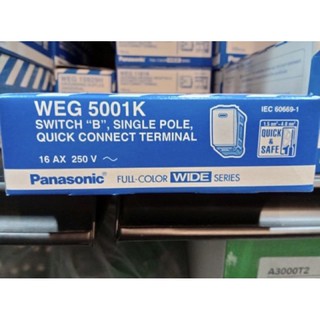 WEG 5001K
SWITCH "B", SINGLE POLE,
QUICK CONNECT TERMINAL
16 AX 250 V ~
IEC 60669-1
QUICK
&
SAFE
Panasonic FULL-COLOR WIDE SERIES
A3000T2